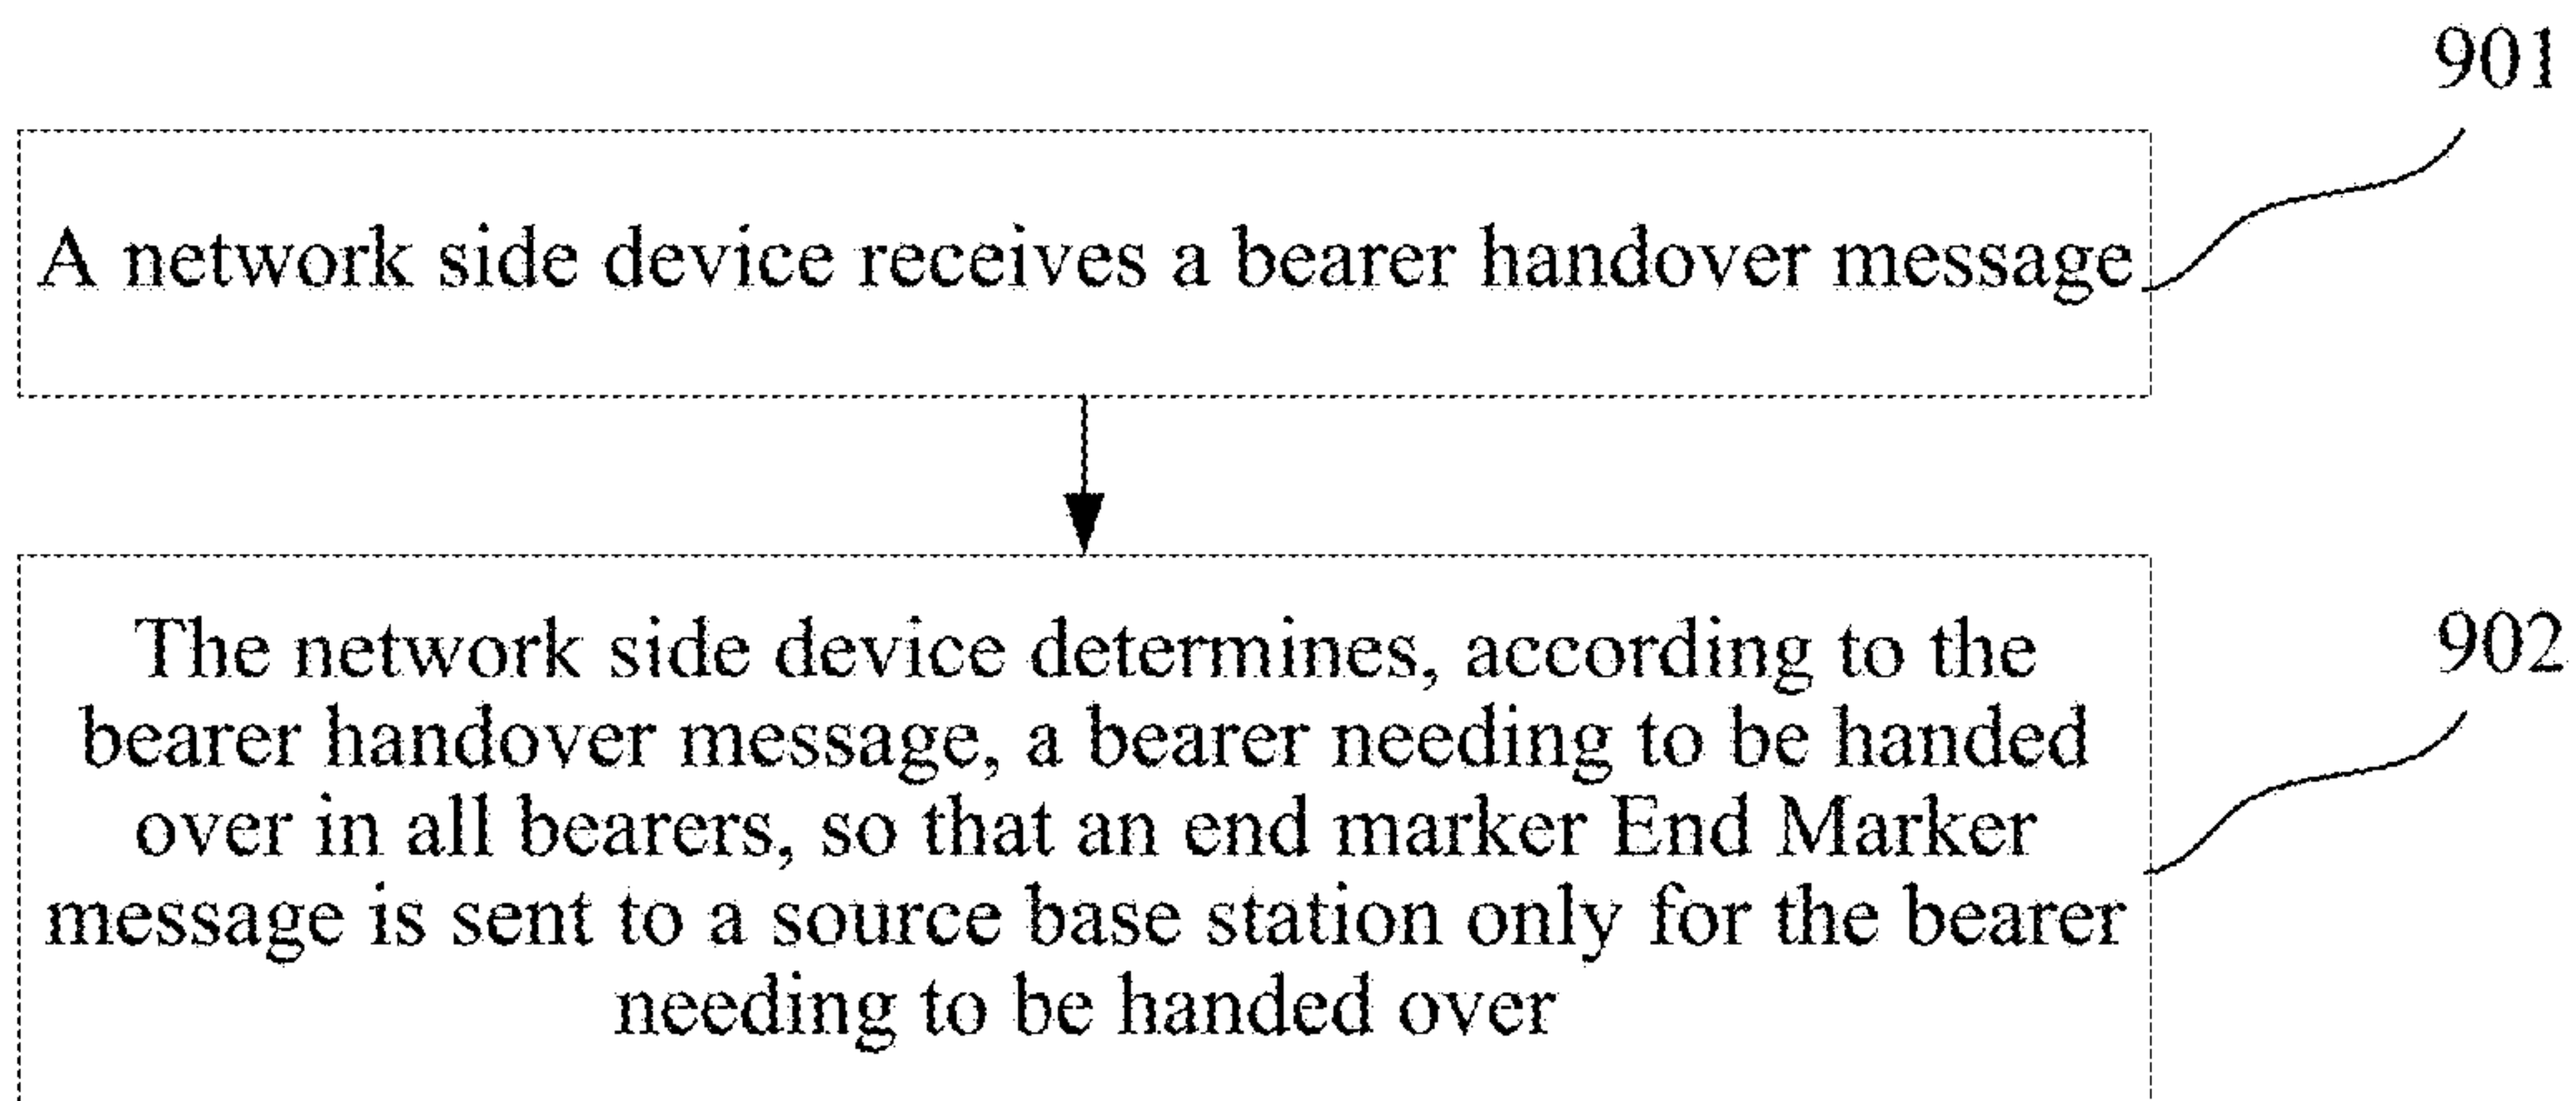 901
A network side device receives a bearer handover message
The network side device determines, according to the
902
bearer handover message, a bearer needing to be handed
over in all bearers, so that an end marker End Marker
message is sent to a source base station only for the bearer
needing to be handed over